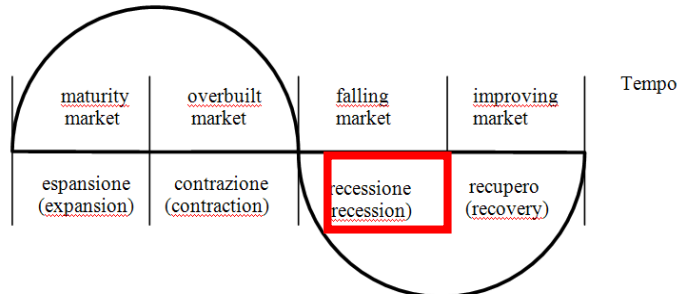 maturity
market
overbuilt
market
falling
market
improving
market
Tempo
espansione
(expansion)
contrazione
(contraction)
recessione
(recession)
recupero
(recovery)